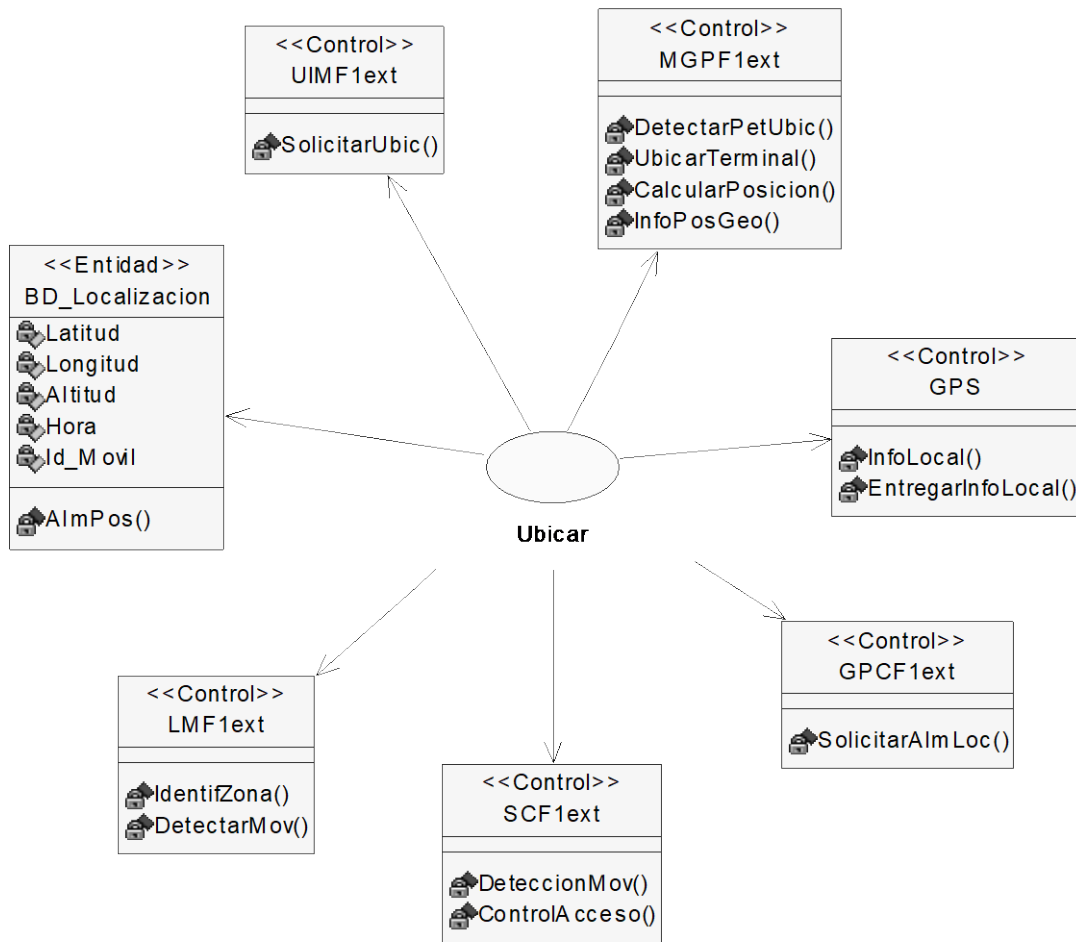 <<Control>>
UIMF1ext
SolicitarUbic()
<<Control>>
MGPF1ext
DetectarPetUbic()
UbicarTerminal()
CalcularPosicion()
InfoPosGeo()
<<Entidad>>
BD_Localizacion
Latitud
Longitud
Altitud
Hora
Id_Movil
AlmPos()
<<Control>>
GPS
InfoLocal()
EntregarInfoLocal()
Ubicar
<<Control>>
GPCF1ext
SolicitarAlmLoc()
<<Control>>
LMF1ext
IdentifZona()
DetectarMov()
<<Control>>
SCF1ext
DeteccionMov()
ControlAcceso()